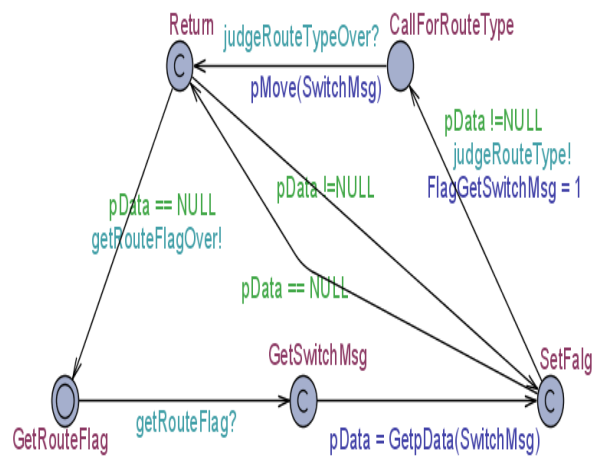 Return
CallForRouteType
judgeRouteTypeOver?
C
pMove(SwitchMsg)
pData !=NULL
judgeRouteType!
FlagGetSwitchMsg = 1
pData !=NULL
pData == NULL
getRouteFlagOver!
pData == NULL
GetSwitchMsg
SetFalg
C
C
getRouteFlag?
GetRouteFlag
pData = GetpData(SwitchMsg)